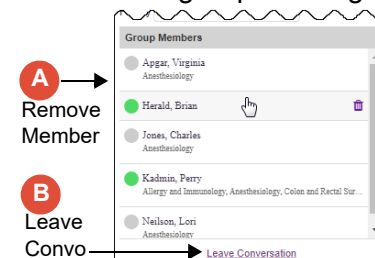 Group Members
Apgar, Virginia
Anesthesiology
A
Remove
Member
Herald, Brian
Jones, Charles
Anesthesiology
Kadmin, Perry
Allergy and Immunology, Anesthesiology, Colon and Rectal Sur...
B
Leave
Convo
Neilson, Lori
Anesthesiology
Leave Conversation